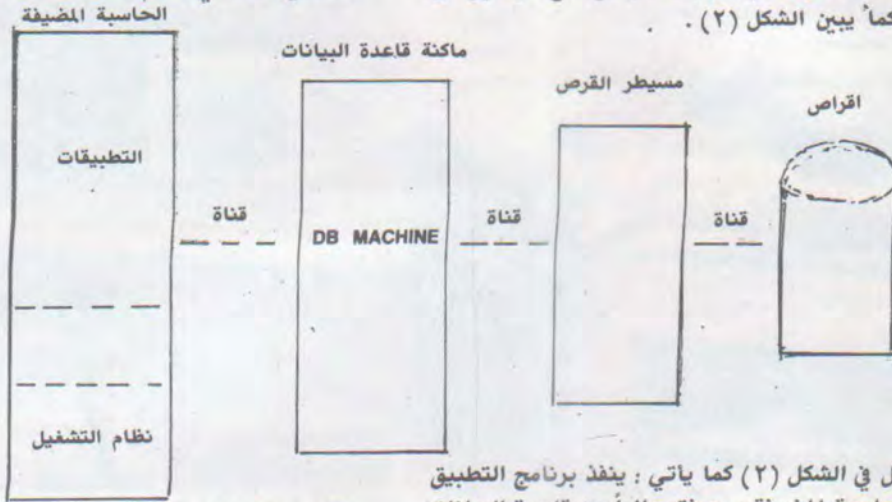 كما يبين الشكل (٢) .
الحاسبة المضيفة
ماكنة قاعدة البيانات
مسيطر القرص
اقراص
التطبيقات
قناة
DB MACHINE
قناة
قناة
نظام التشغيل
في الشكل (٢) كما يأتي : ينفذ برنامج التطبيق